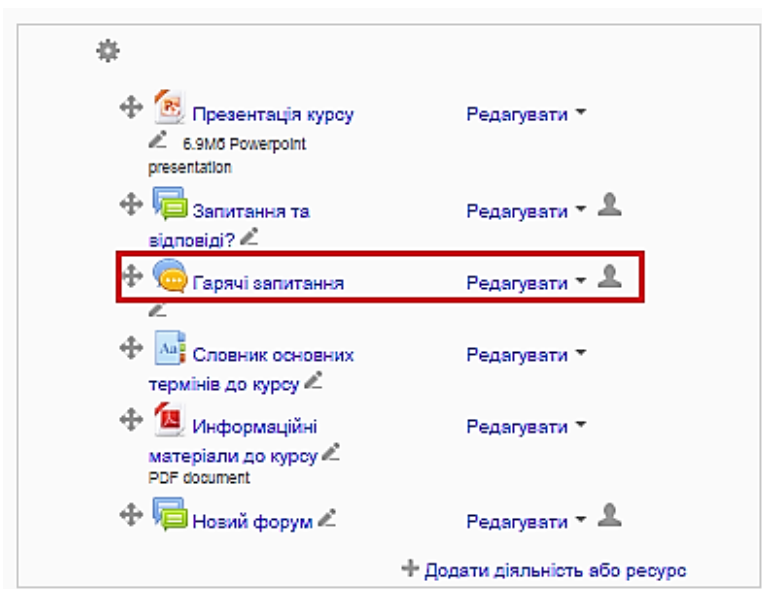 Презентація курсу Редагувати
6.9Мб Powerpoint
presentation
Запитання та Редагувати
відповіді?
Гарячі запитання Редагувати
Словник основних Редагувати
термінів до курсу
Информаційні Редагувати
матеріали до курсу
PDF document
Новий форум Редагувати
Додати діяльність або ресурс